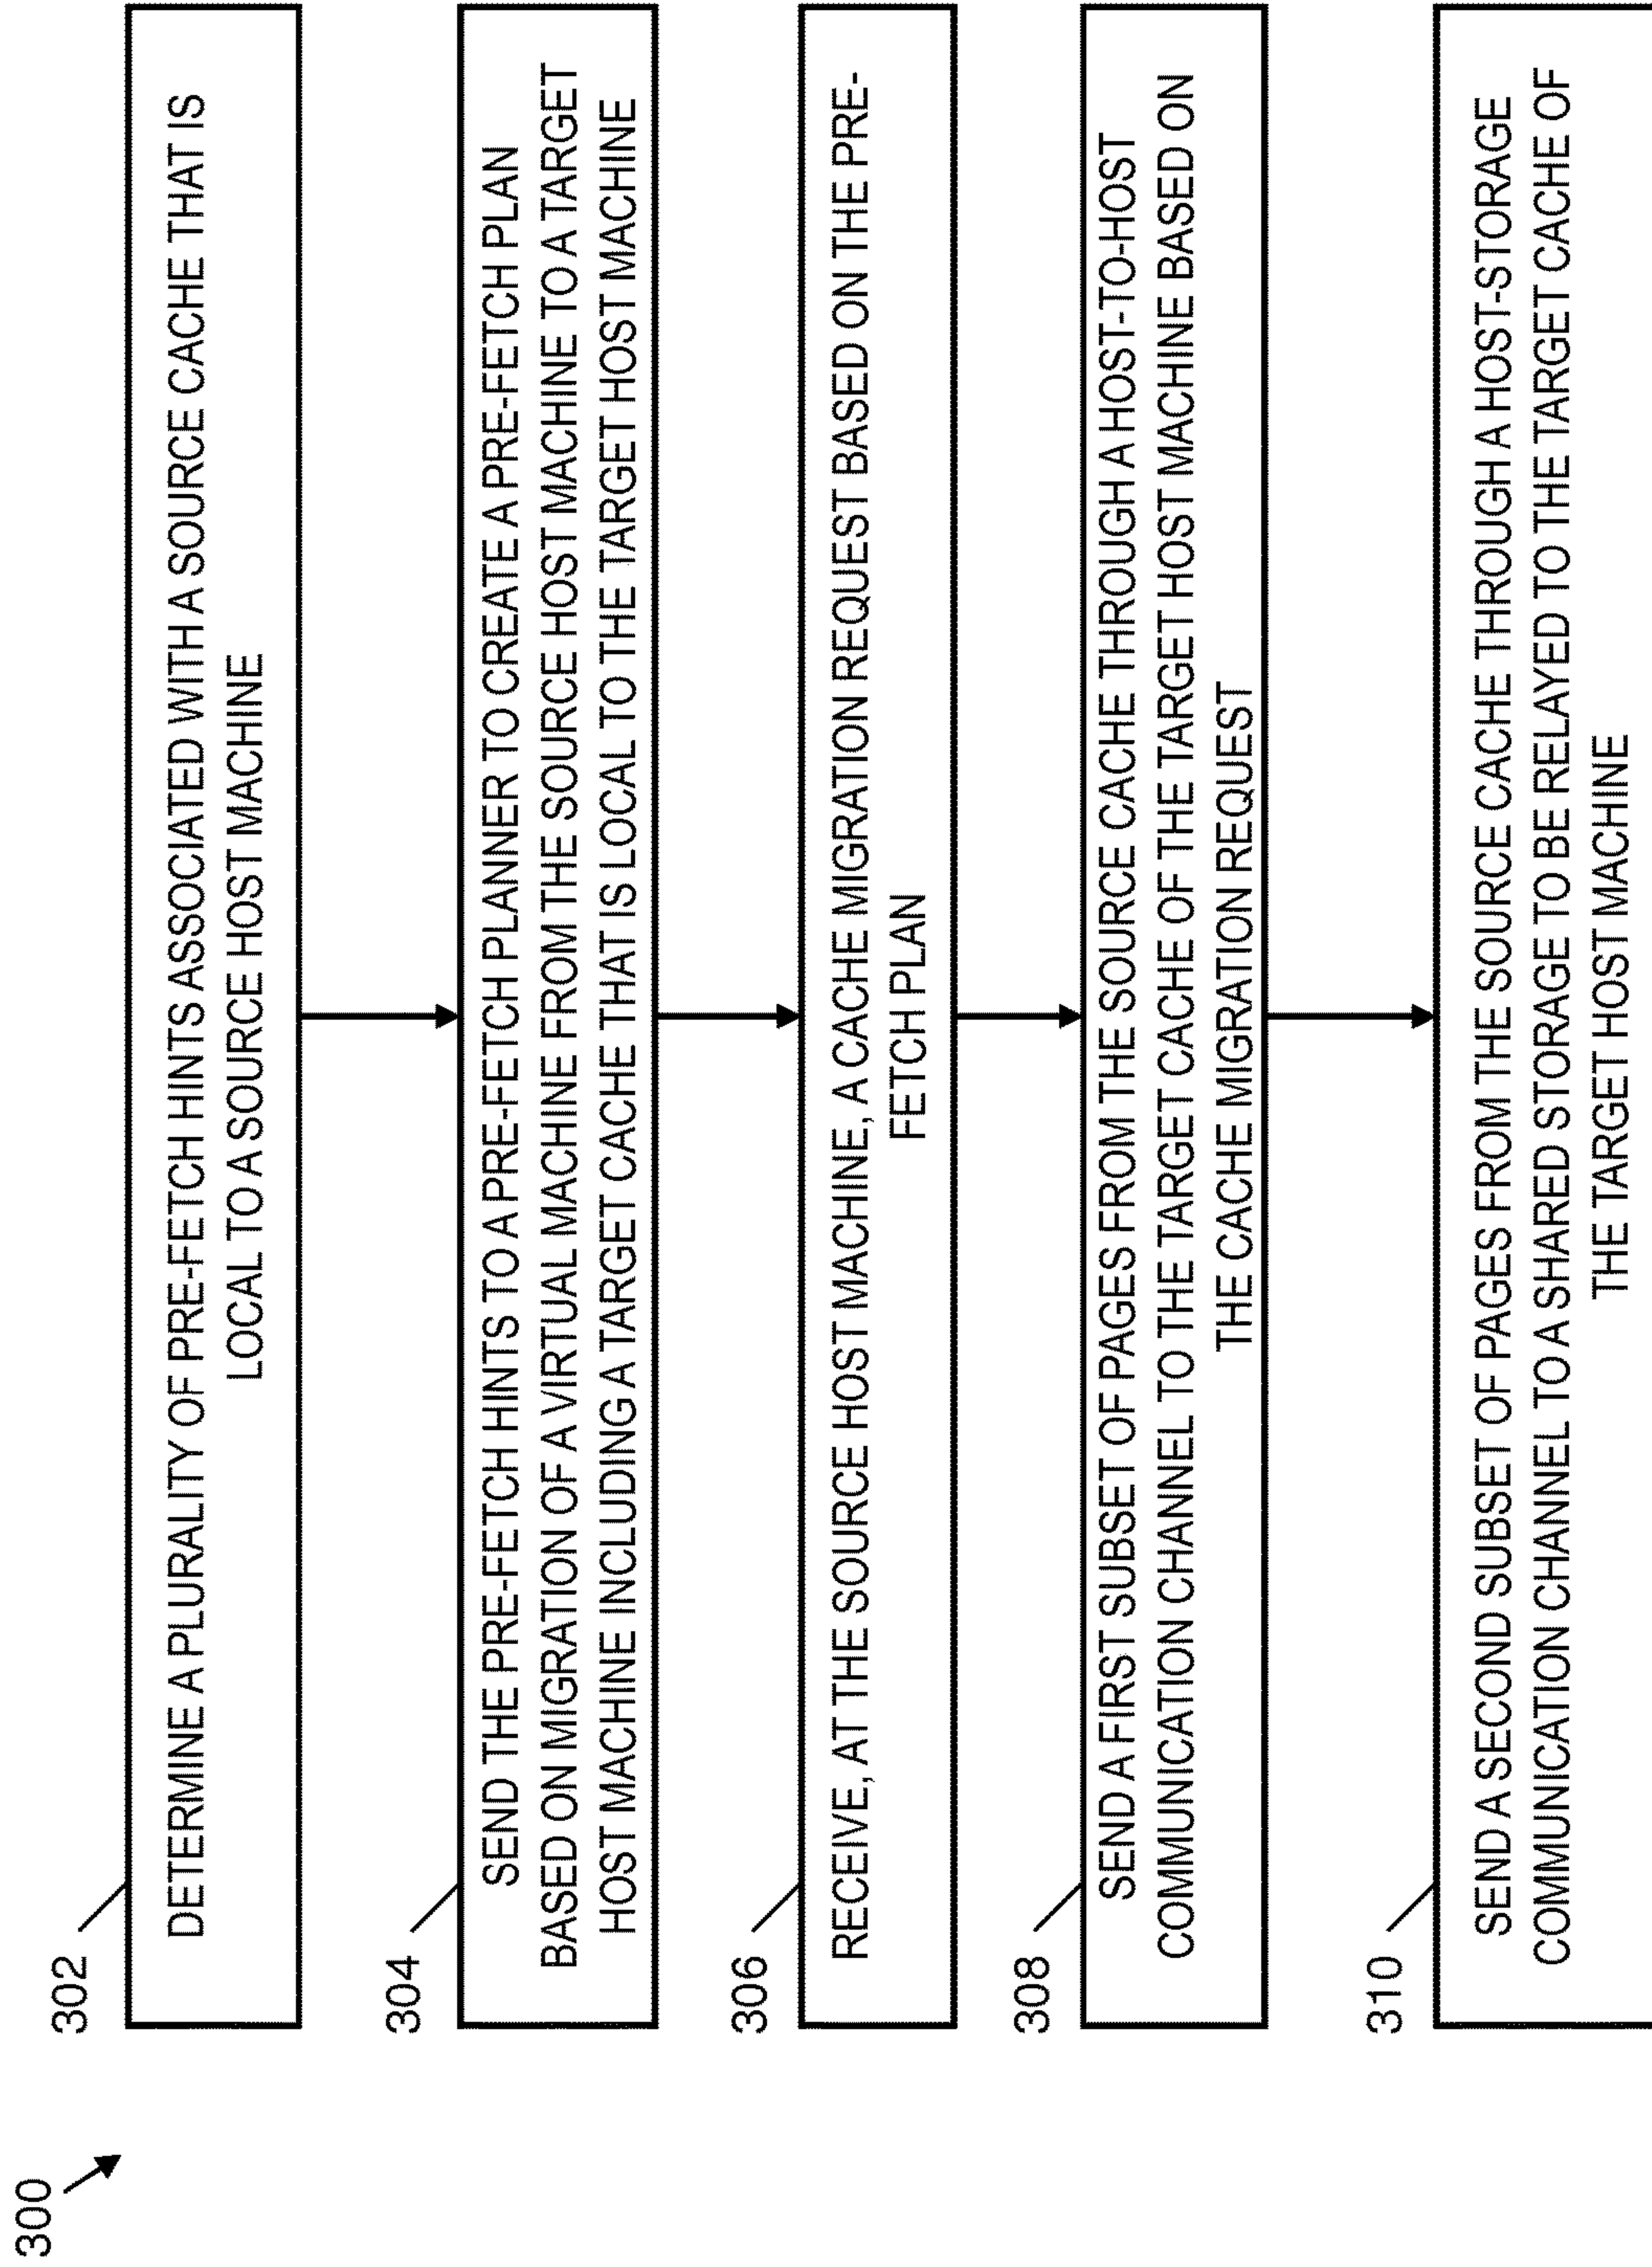 300
302
DETERMINE A PLURALITY OF PRE-FETCH HINTS ASSOCIATED WITH A SOURCE CACHE THAT IS
LOCAL TO A SOURCE HOST MACHINE
304
SEND THE PRE-FETCH HINTS TO A PRE-FETCH PLANNER TO CREATE A PRE-FETCH PLAN
BASED ON MIGRATION OF A VIRTUAL MACHINE FROM THE SOURCE HOST MACHINE TO A TARGET
HOST MACHINE INCLUDING A TARGET CACHE THAT IS LOCAL TO THE TARGET HOST MACHINE
306
RECEIVE, AT THE SOURCE HOST MACHINE, A CACHE MIGRATION REQUEST BASED ON THE PRE-
FETCH PLAN
308
SEND A FIRST SUBSET OF PAGES FROM THE SOURCE CACHE THROUGH A HOST-TO-HOST
COMMUNICATION CHANNEL TO THE TARGET CACHE OF THE TARGET HOST MACHINE BASED ON
THE CACHE MIGRATION REQUEST
310
SEND A SECOND SUBSET OF PAGES FROM THE SOURCE CACHE THROUGH A HOST-STORAGE
COMMUNICATION CHANNEL TO A SHARED STORAGE TO BE RELAYED TO THE TARGET CACHE OF
THE TARGET HOST MACHINE